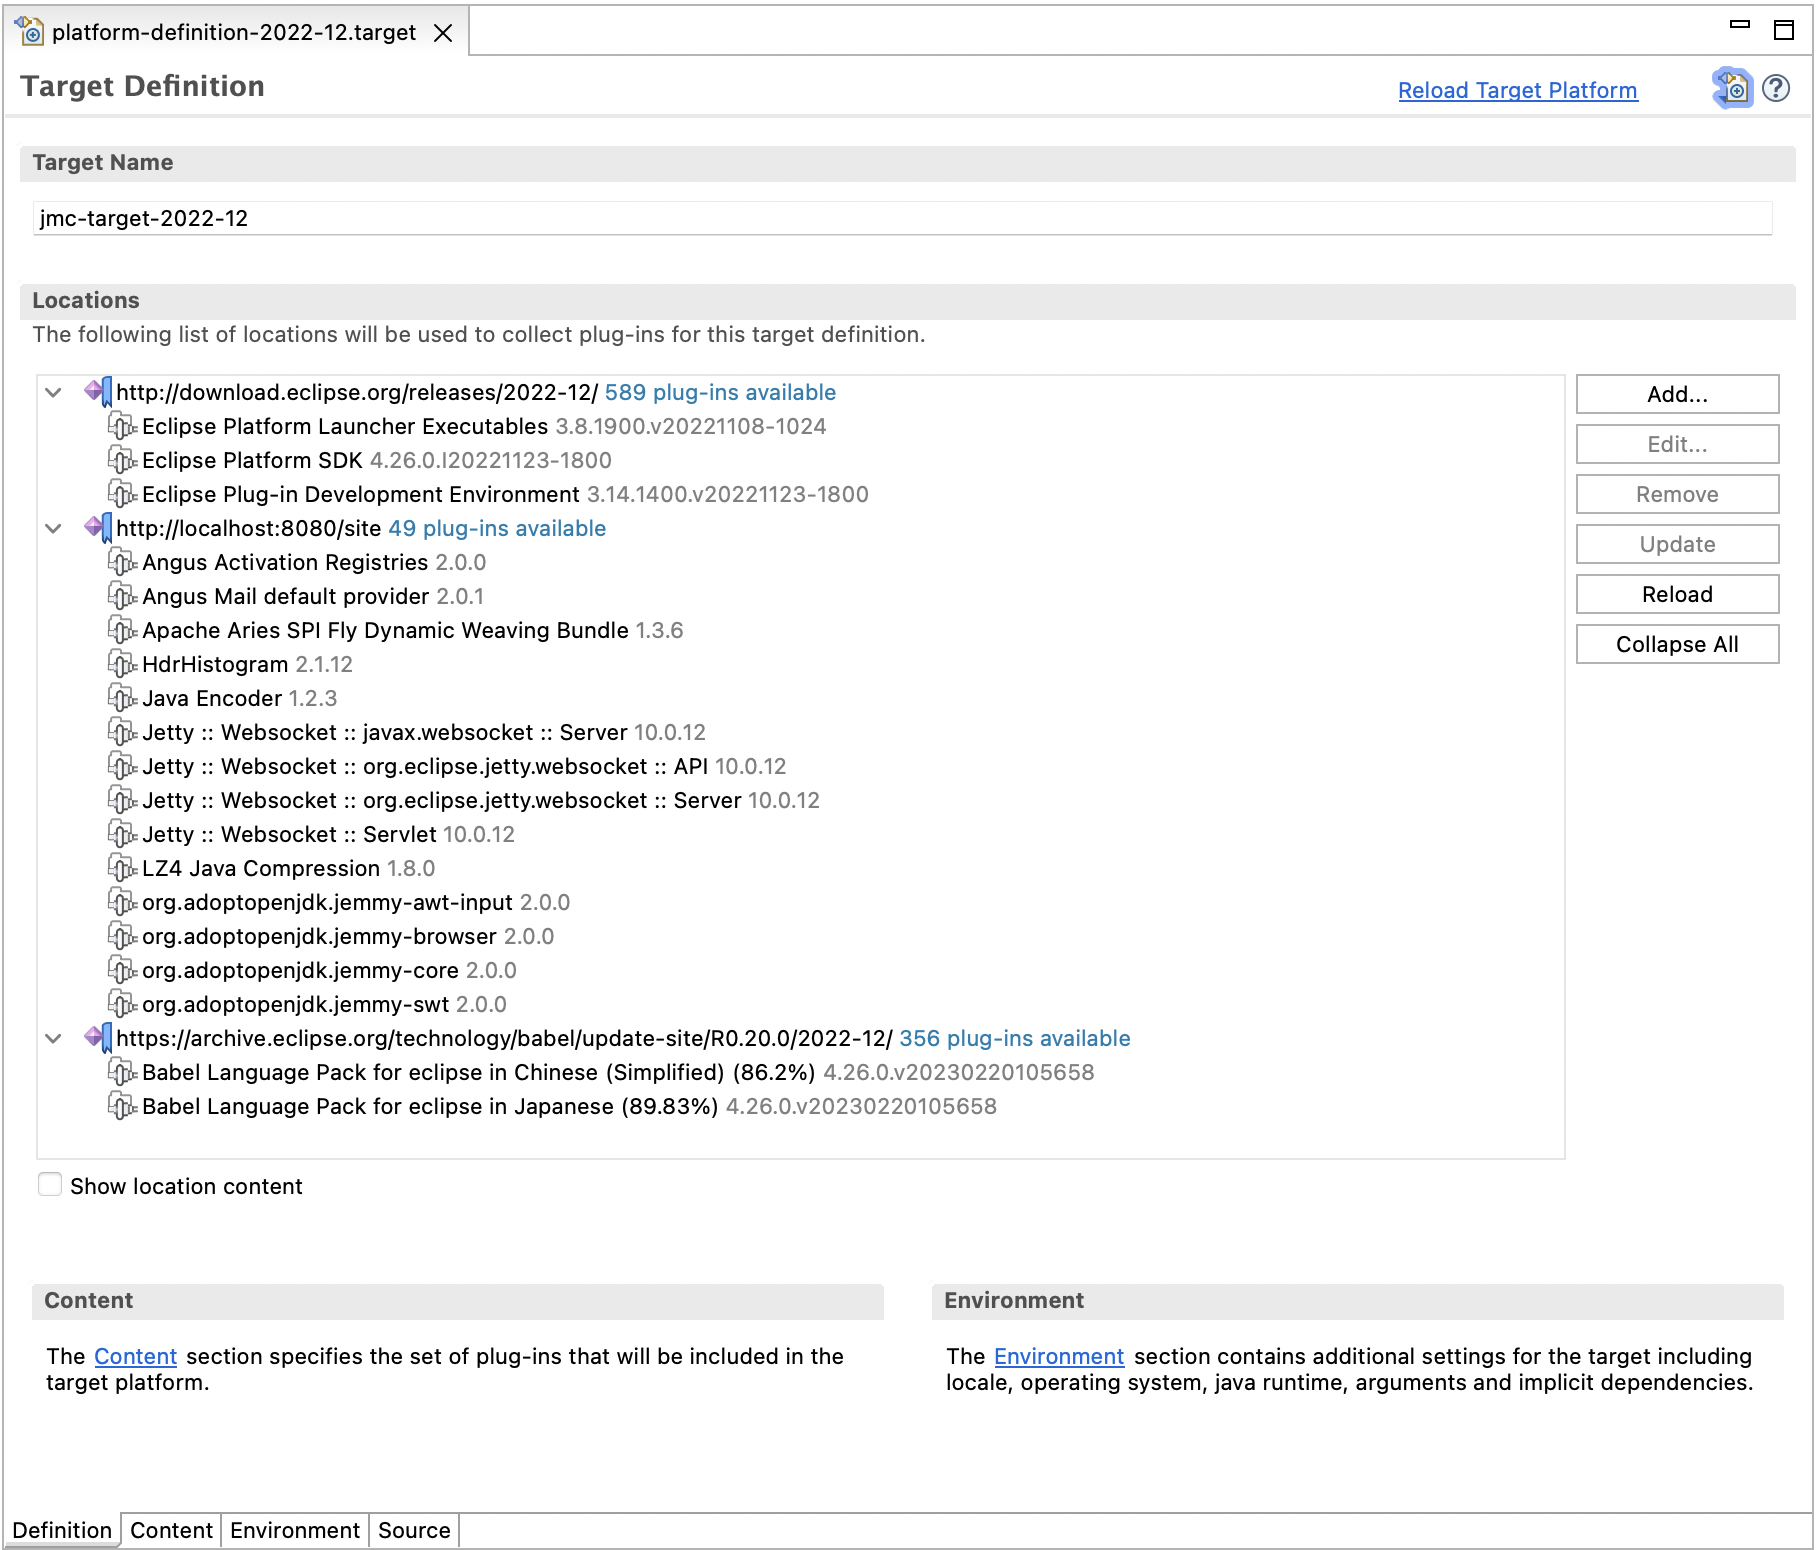 platform-definition-2022-12.target
Target Definition
Reload Target Platform
Target Name
jmc-target-2022-12
Locations
The following list of locations will be used to collect plug-ins for this target definition.
http://download.eclipse.org/releases/2022-12/ 589 plug-ins available
Eclipse Platform Launcher Executables 3.8.1900.v20221108-1024
Eclipse Platform SDK 4.26.0.I20221123-1800
Eclipse Plug-in Development Environment 3.14.1400.v20221123-1800
http://localhost:8080/site 49 plug-ins available
Angus Activation Registries 2.0.0
Angus Mail default provider 2.0.1
Apache Aries SPI Fly Dynamic Weaving Bundle 1.3.6
HdrHistogram 2.1.12
Java Encoder 1.2.3
Jetty :: Websocket :: javax.websocket :: Server 10.0.12
Jetty :: Websocket :: org.eclipse.jetty.websocket :: API 10.0.12
Jetty :: Websocket :: org.eclipse.jetty.websocket :: Server 10.0.12
Jetty :: Websocket :: Servlet 10.0.12
LZ4 Java Compression 1.8.0
org.adoptopenjdk.jemmy-awt-input 2.0.0
org.adoptopenjdk.jemmy-browser 2.0.0
org.adoptopenjdk.jemmy-core 2.0.0
org.adoptopenjdk.jemmy-swt 2.0.0
https://archive.eclipse.org/technology/babel/update-site/R0.20.0/2022-12/ 356 plug-ins available
Babel Language Pack for eclipse in Chinese (Simplified) (86.2%) 4.26.0.v20230220105658
Babel Language Pack for eclipse in Japanese (89.83%) 4.26.0.v20230220105658
Add...
Edit...
Remove
Update
Reload
Collapse All
Show location content
Content
The Content section specifies the set of plug-ins that will be included in the
target platform.
Environment
The Environment section contains additional settings for the target including
locale, operating system, java runtime, arguments and implicit dependencies.
Definition
Content
Environment
Source